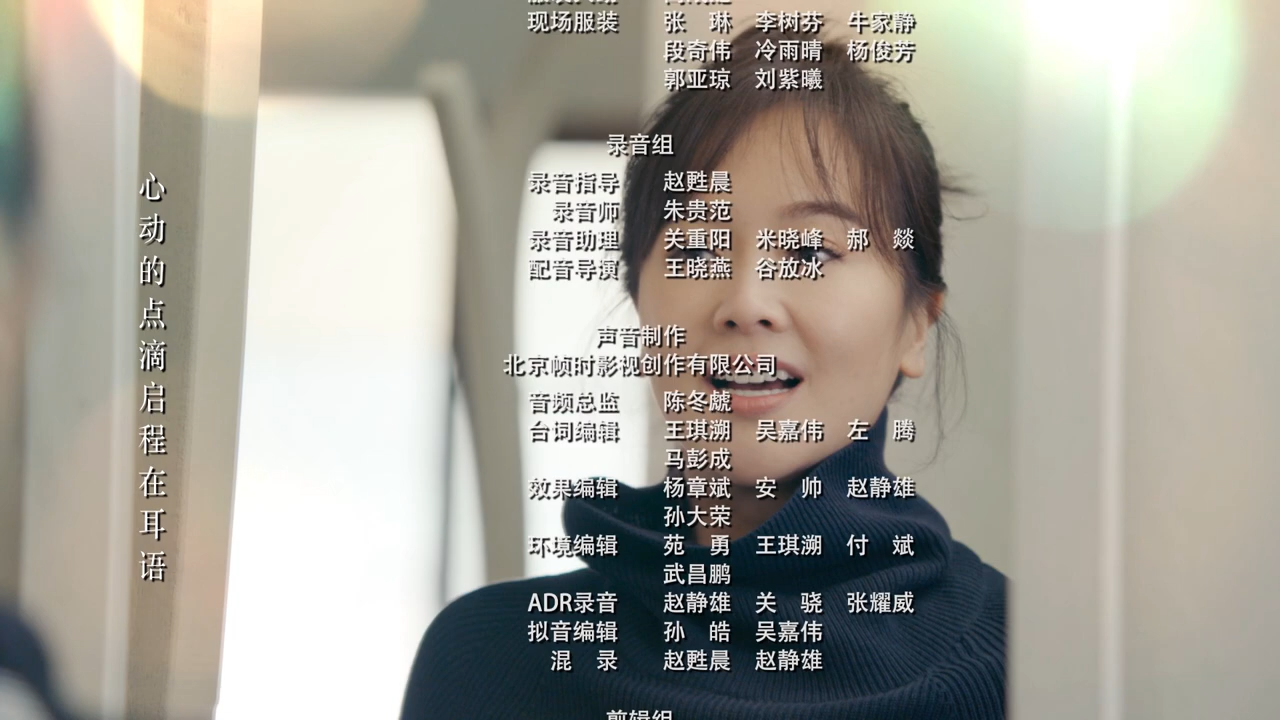 现场服装 张 琳 李树芬 牛家静
段奇伟 冷雨晴 杨俊芳
郭亚琼 刘紫曦
录音组
录音指导 赵甦晨
录音师 朱贵范
录音助理 关重阳 米晓峰 郝 燚
配音导演 王晓燕 谷放冰
声音制作
北京帧时影视创作有限公司
音频总监 陈冬虓
台词编辑 王琪溯 吴嘉伟 左 腾
马彭成
效果编辑 杨章斌 安 帅 赵静雄
孙大荣
环境编辑 苑 勇 王琪溯 付 斌
武昌鹏
ADR录音 赵静雄 关 骁 张耀威
拟音编辑 孙 皓 吴嘉伟
混 录 赵甦晨 赵静雄
剪辑组
心动的点滴启程在耳语